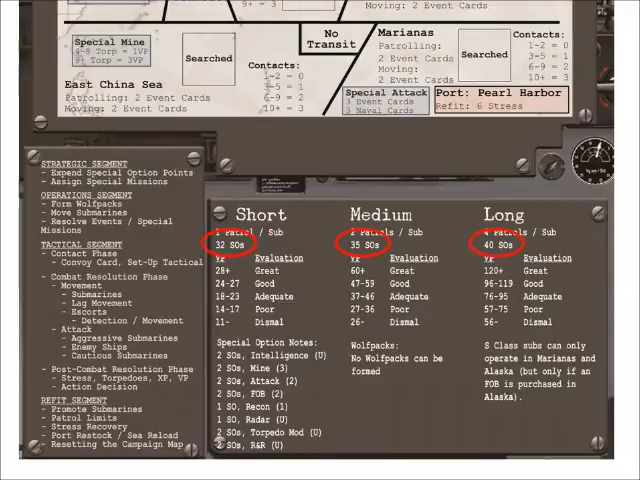 9+ = 3
Moving: 2 Event Cards
Special Mine
4-8 Torp = 1VP
9+ Torp = 3VP
Searched
No
Transit
Marianas
Patrolling:
2 Event Cards
Moving:
2 Event Cards
Searched
Contacts:
1-2 = 0
3-5 = 1
6-9 = 2
10+ = 3
Contacts:
1-2 = 0
3-5 = 1
6-9 = 2
10+ = 3
East China Sea
Patrolling: 2 Event Cards
Moving: 2 Event Cards
Special Attack
3 Event Cards
3 Naval Cards
Port: Pearl Harbor
Refit: 6 Stress
STRATEGIC SEGMENT
- Expend Special Option Points
- Assign Special Missions
OPERATIONS SEGMENT
- Form Wolfpacks
- Move Submarines
- Resolve Events / Special
Missions
TACTICAL SEGMENT
- Contact Phase
- Convoy Card, Set-Up Tactical
- Combat Resolution Phase
- Movement
- Submarines
- Lag Movement
- Escorts
- Detection / Movement
- Attack
- Aggressive Submarines
- Enemy Ships
- Cautious Submarines
- Post-Combat Resolution Phase
- Stress, Torpedoes, XP, VP
- Action Decision
REFIT SEGMENT
- Promote Submarines
- Patrol Limits
- Stress Recovery
- Port Restock / Sea Reload
- Resetting the Campaign Map
Short
1 Patrol / Sub
32 SOs
VP Evaluation
28+ Great
24-27 Good
18-23 Adequate
14-17 Poor
11- Dismal
Special Option Notes:
2 SOs, Intelligence (U)
2 SOs, Mine (3)
2 SOs, Attack (2)
2 SOs, FOB (2)
1 SO, Recon (1)
1 SO, Radar (U)
2 SOs, Torpedo Mod (U)
2 SOs, R&R (U)
Medium
2 Patrols / Sub
35 SOs
VP Evaluation
60+ Great
47-59 Good
37-46 Adequate
27-36 Poor
26- Dismal
Wolfpacks:
No Wolfpacks can be
formed
Long
4 Patrols / Sub
40 SOs
VP Evaluation
120+ Great
96-119 Good
76-95 Adequate
57-75 Poor
56- Dismal
S Class subs can only
operate in Marianas and
Alaska (but only if an
FOB is purchased in
Alaska).